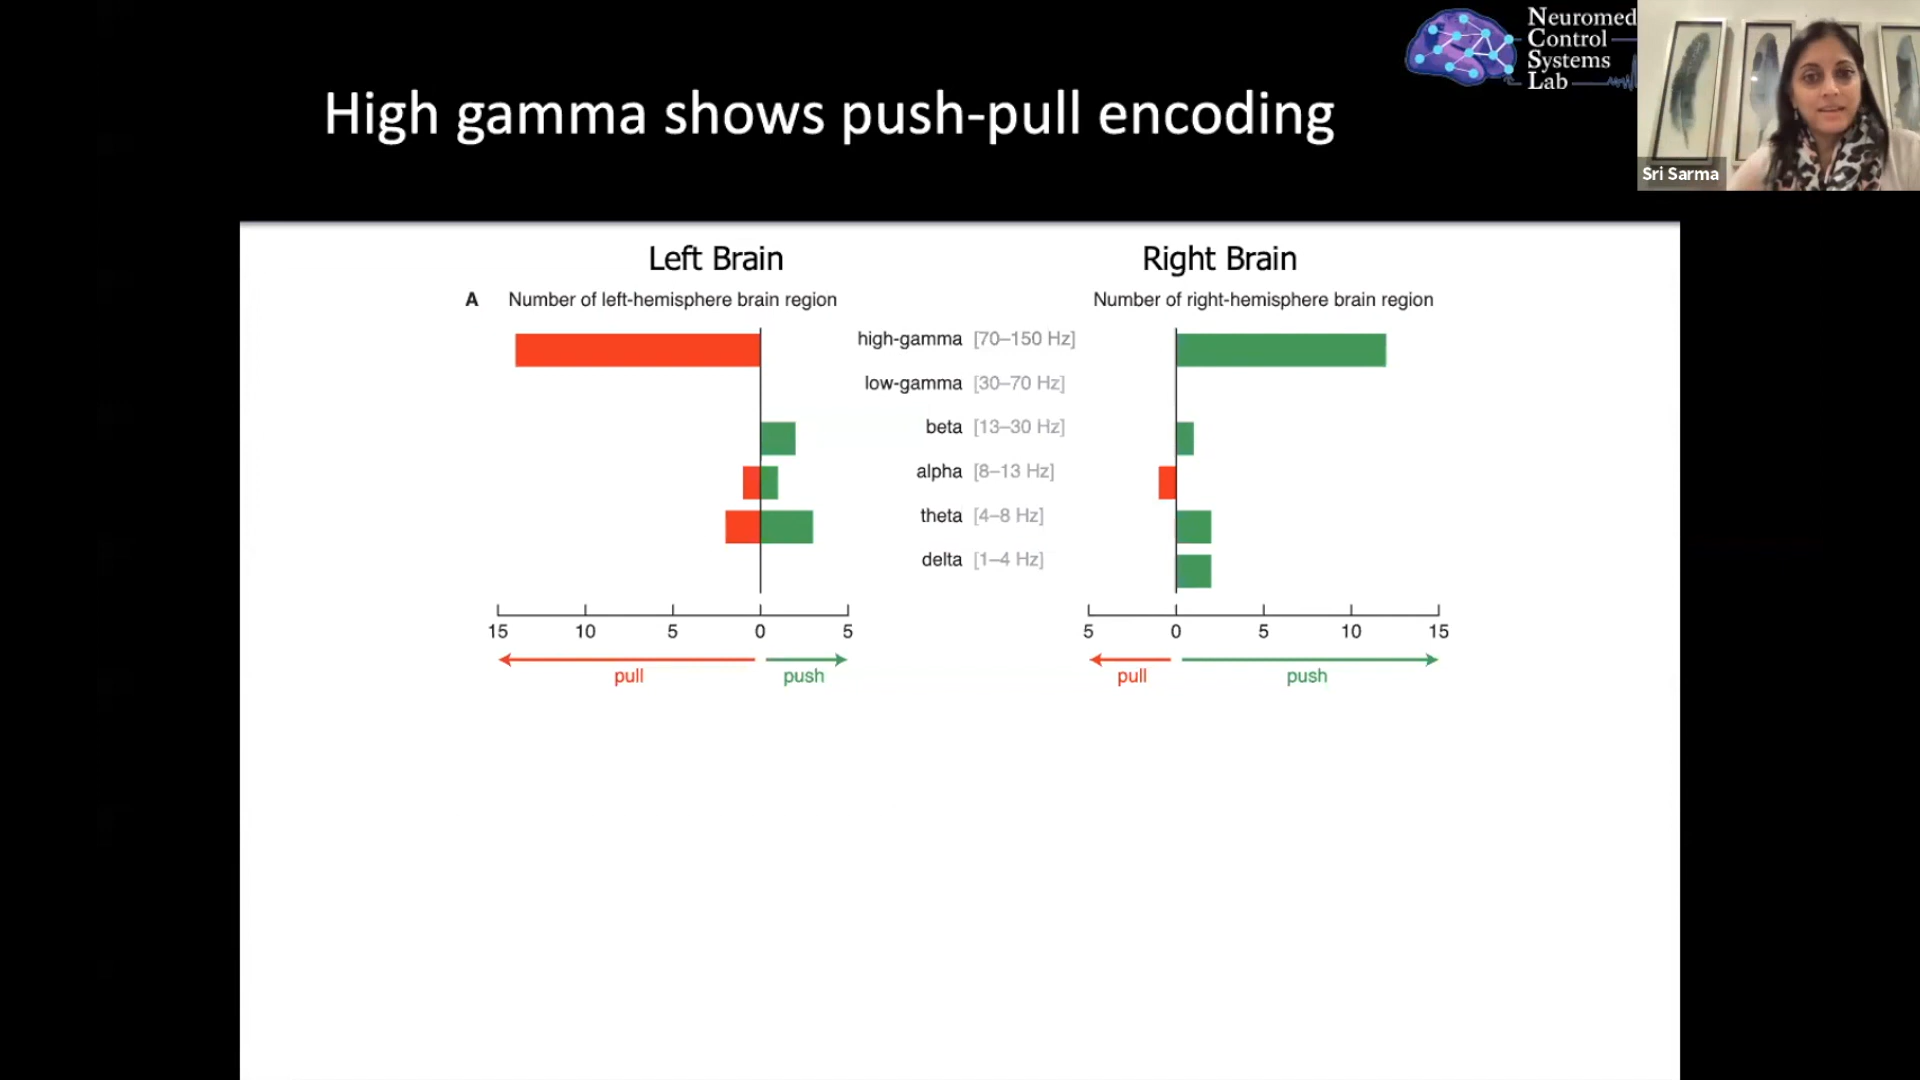 High gamma shows push-pull encoding
Neuromed
Control
Systems
Lab
Sri Sarma
Left Brain
Right Brain
A Number of left-hemisphere brain region
Number of right-hemisphere brain region
high-gamma [70–150 Hz]
low-gamma [30–70 Hz]
beta [13–30 Hz]
alpha [8–13 Hz]
theta [4–8 Hz]
delta [1–4 Hz]
15 10 5 0 5
5 0 5 10 15
pull push
pull push